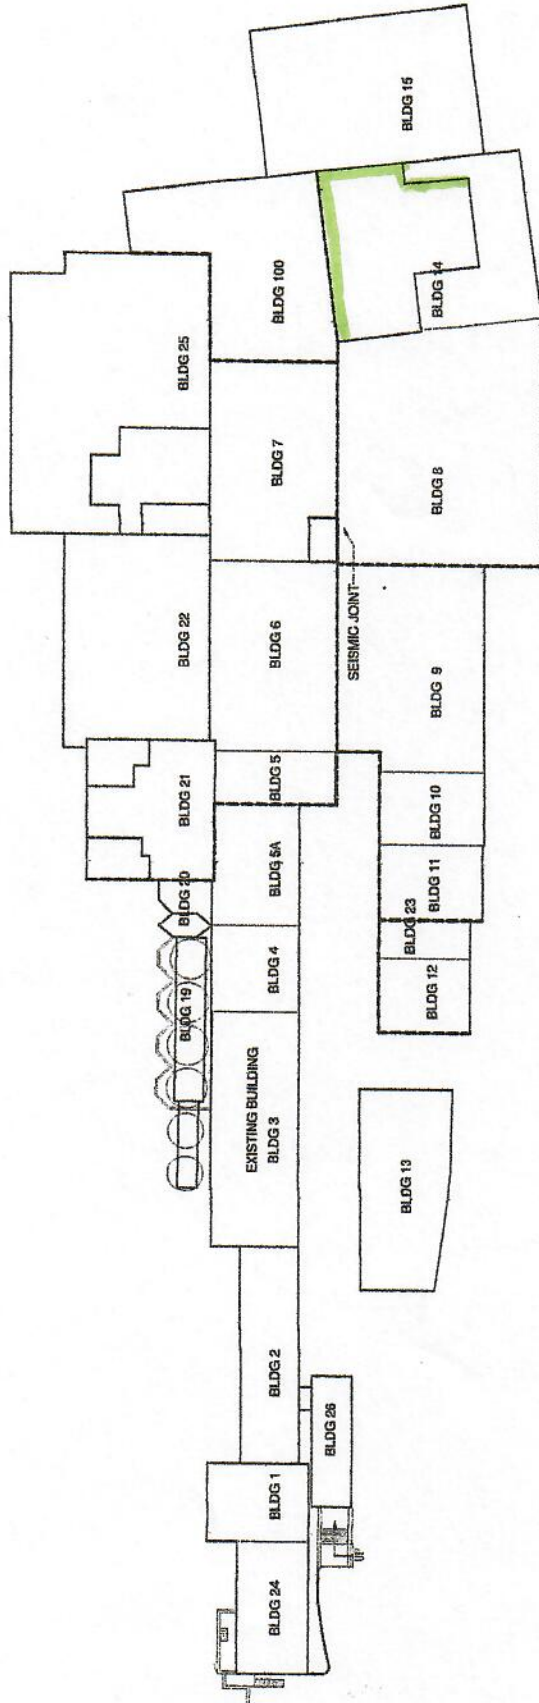 BLDG 15
BLDG 14
BLDG 100
BLDG 25
BLDG 7
BLDG 8
SEISMIC JOINT
BLDG 22
BLDG 6
BLDG 9
BLDG 21
BLDG 5
BLDG 10
BLDG 20
BLDG 5A
BLDG 11
BLDG 23
BLDG 19
BLDG 4
BLDG 12
EXISTING BUILDING
BLDG 3
BLDG 13
BLDG 2
BLDG 26
BLDG 1
UP
BLDG 24